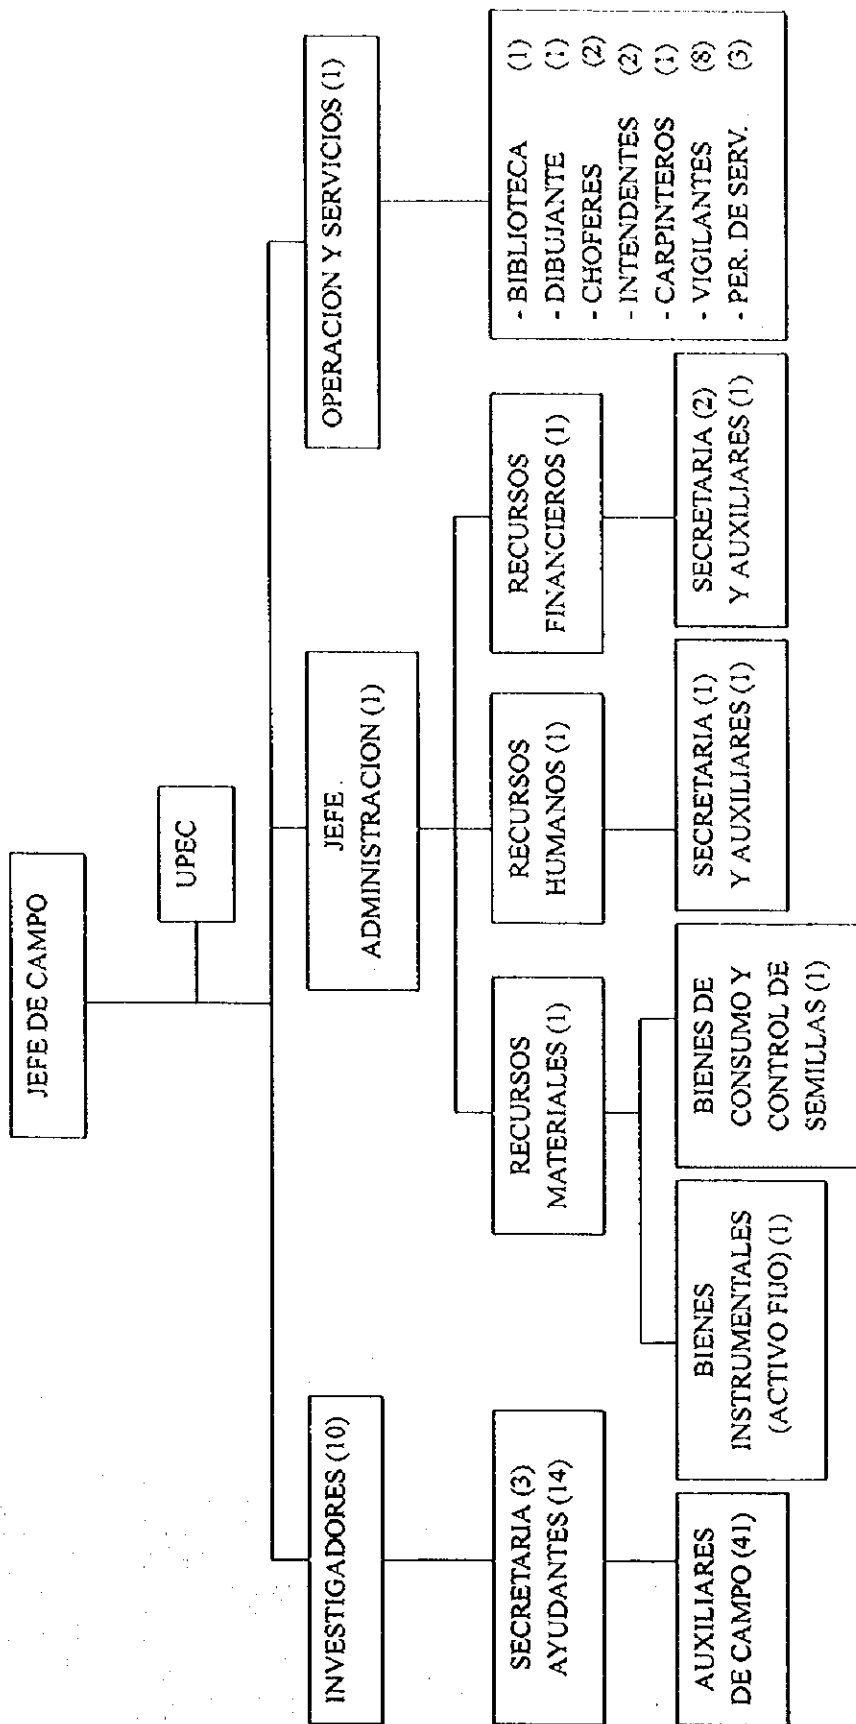 JEFE DE CAMPO
UPEC
INVESTIGADORES (10)
JEFE
ADMINISTRACION (1)
OPERACION Y SERVICIOS (1)
SECRETARIA (3)
AYUDANTES (14)
RECURSOS
MATERIALES (1)
RECURSOS
HUMANOS (1)
RECURSOS
FINANCIEROS (1)
- BIBLIOTECA (1)
- DIBUJANTE (1)
- CHOFERES (2)
- INTENDENTES (2)
- CARPINTEROS (1)
- VIGILANTES (8)
- PER. DE SERV. (3)
AUXILIARES
DE CAMPO (41)
BIENES
INSTRUMENTALES
(ACTIVO FIJO) (1)
BIENES DE
CONSUMO Y
CONTROL DE
SEMILLAS (1)
SECRETARIA (1)
Y AUXILIARES (1)
SECRETARIA (2)
Y AUXILIARES (1)